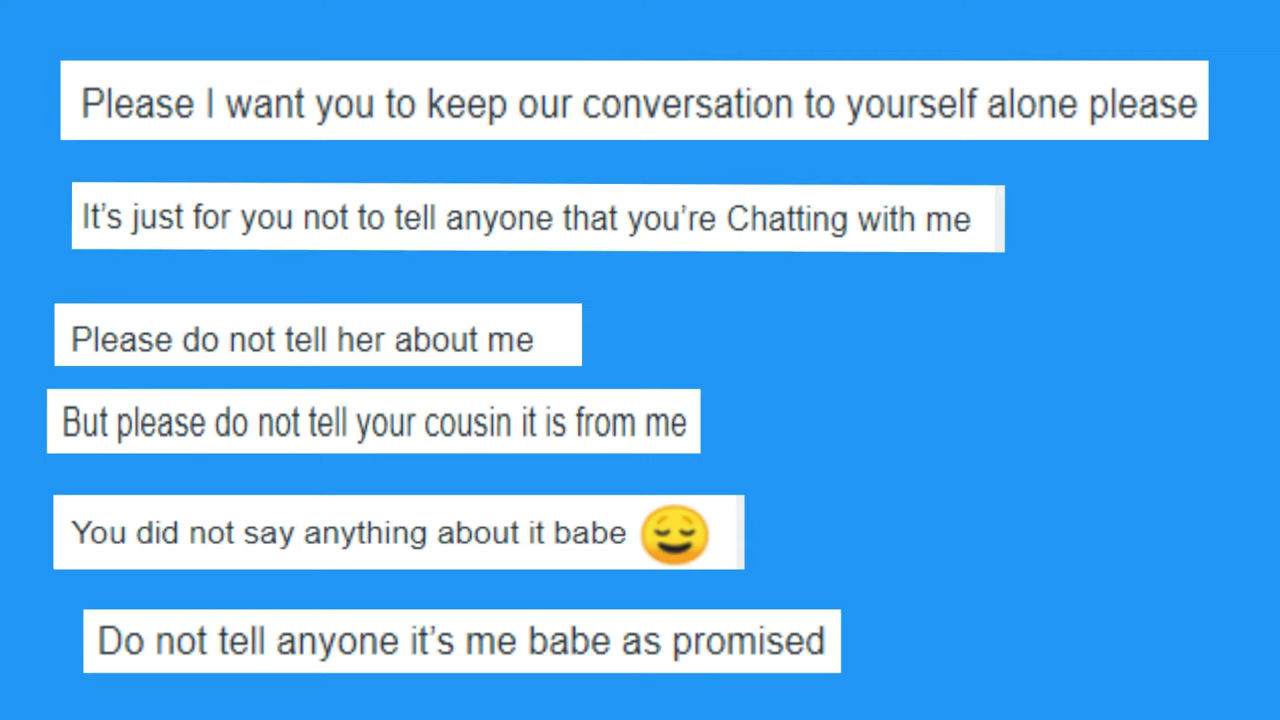 Please I want you to keep our conversation to yourself alone please
It’s just for you not to tell anyone that you’re Chatting with me
Please do not tell her about me
But please do not tell your cousin it is from me
You did not say anything about it babe 😌
Do not tell anyone it’s me babe as promised